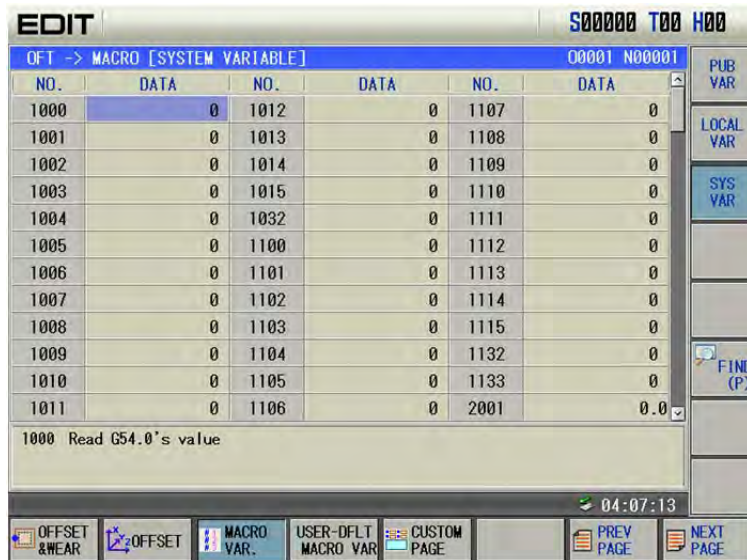 EDIT S00000 T00 H00
OFT -> MACRO [SYSTEM VARIABLE] O0001 N00001
NO. DATA NO. DATA NO. DATA
1000 0 1012 0 1107 0
1001 0 1013 0 1108 0
1002 0 1014 0 1109 0
1003 0 1015 0 1110 0
1004 0 1032 0 1111 0
1005 0 1100 0 1112 0
1006 0 1101 0 1113 0
1007 0 1102 0 1114 0
1008 0 1103 0 1115 0
1009 0 1104 0 1132 0
1010 0 1105 0 1133 0
1011 0 1106 0 2001 0.0
1000 Read G54.0's value
04:07:13
PUB
VAR
LOCAL
VAR
SYS
VAR
FIN
(P
OFFSET
&WEAR
XYZ OFFSET
MACRO
VAR.
USER-DFLT
MACRO VAR
CUSTOM
PAGE
PREV
PAGE
NEXT
PAGE